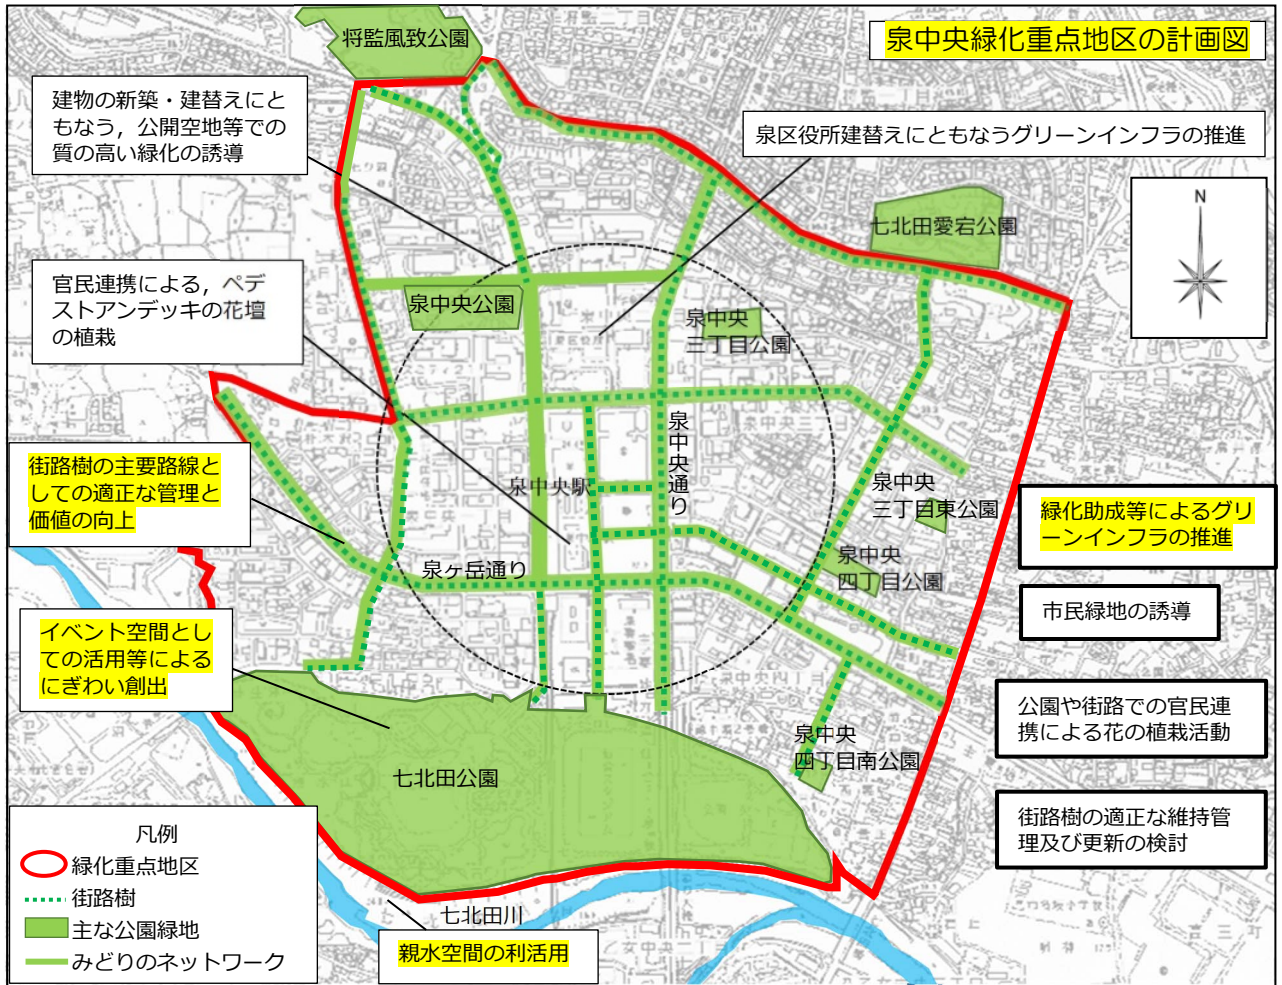 泉中央緑化重点地区の計画図
将監風致公園
建物の新築・建替えにと
もなう，公開空地等での
質の高い緑化の誘導
泉区役所建替えにともなうグリーンインフラの推進
N
七北田愛宕公園
官民連携による，ペデ
ストアンデッキの花壇
の植栽
泉中央公園
泉中央
三丁目公園
泉中央通り
街路樹の主要路線と
しての適正な管理と
価値の向上
泉中央駅
泉中央
三丁目東公園
緑化助成等によるグリ
ーンインフラの推進
泉中央
四丁目公園
泉ヶ岳通り
市民緑地の誘導
イベント空間とし
ての活用等による
にぎわい創出
泉中央四丁目
公園や街路での官民連
携による花の植栽活動
泉中央
四丁目南公園
七北田公園
街路樹の適正な維持管
理及び更新の検討
凡例
緑化重点地区
街路樹
主な公園緑地
みどりのネットワーク
七北田川
親水空間の利活用